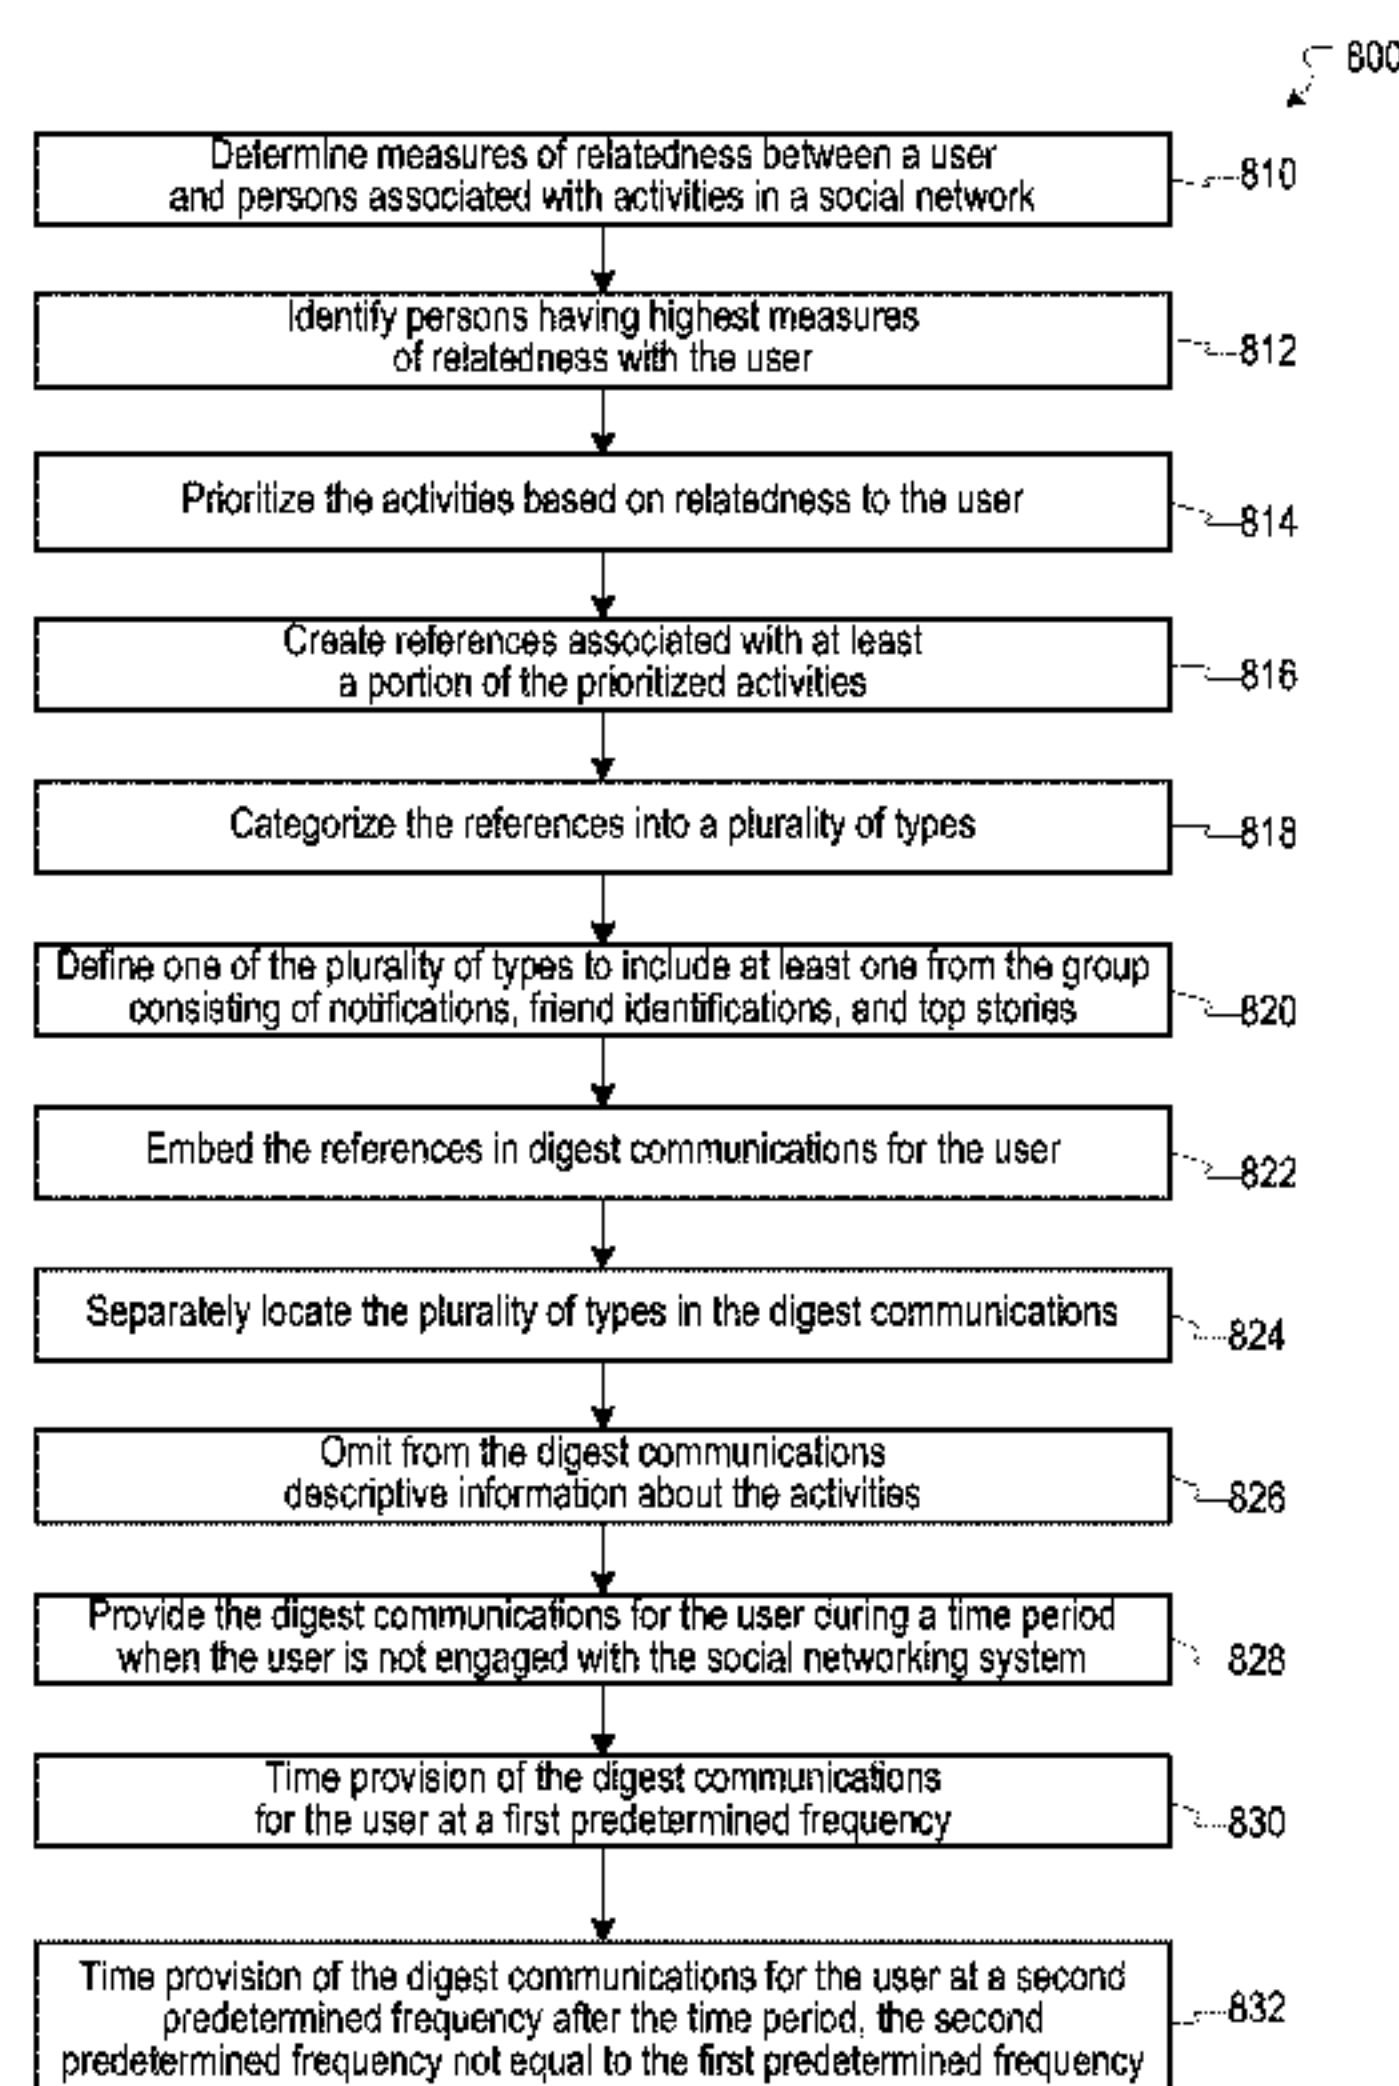 800
Determine measures of relatedness between a user
and persons associated with activities in a social network
810
Identify persons having highest measures
of relatedness with the user
812
Prioritize the activities based on relatedness to the user
814
Create references associated with at least
a portion of the prioritized activities
816
Categorize the references into a plurality of types
818
Define one of the plurality of types to include at least one from the group
consisting of notifications, friend identifications, and top stories
820
Embed the references in digest communications for the user
822
Separately locate the plurality of types in the digest communications
824
Omit from the digest communications
descriptive information about the activities
826
Provide the digest communications for the user during a time period
when the user is not engaged with the social networking system
828
Time provision of the digest communications
for the user at a first predetermined frequency
830
Time provision of the digest communications for the user at a second
predetermined frequency after the time period, the second
predetermined frequency not equal to the first predetermined frequency
832